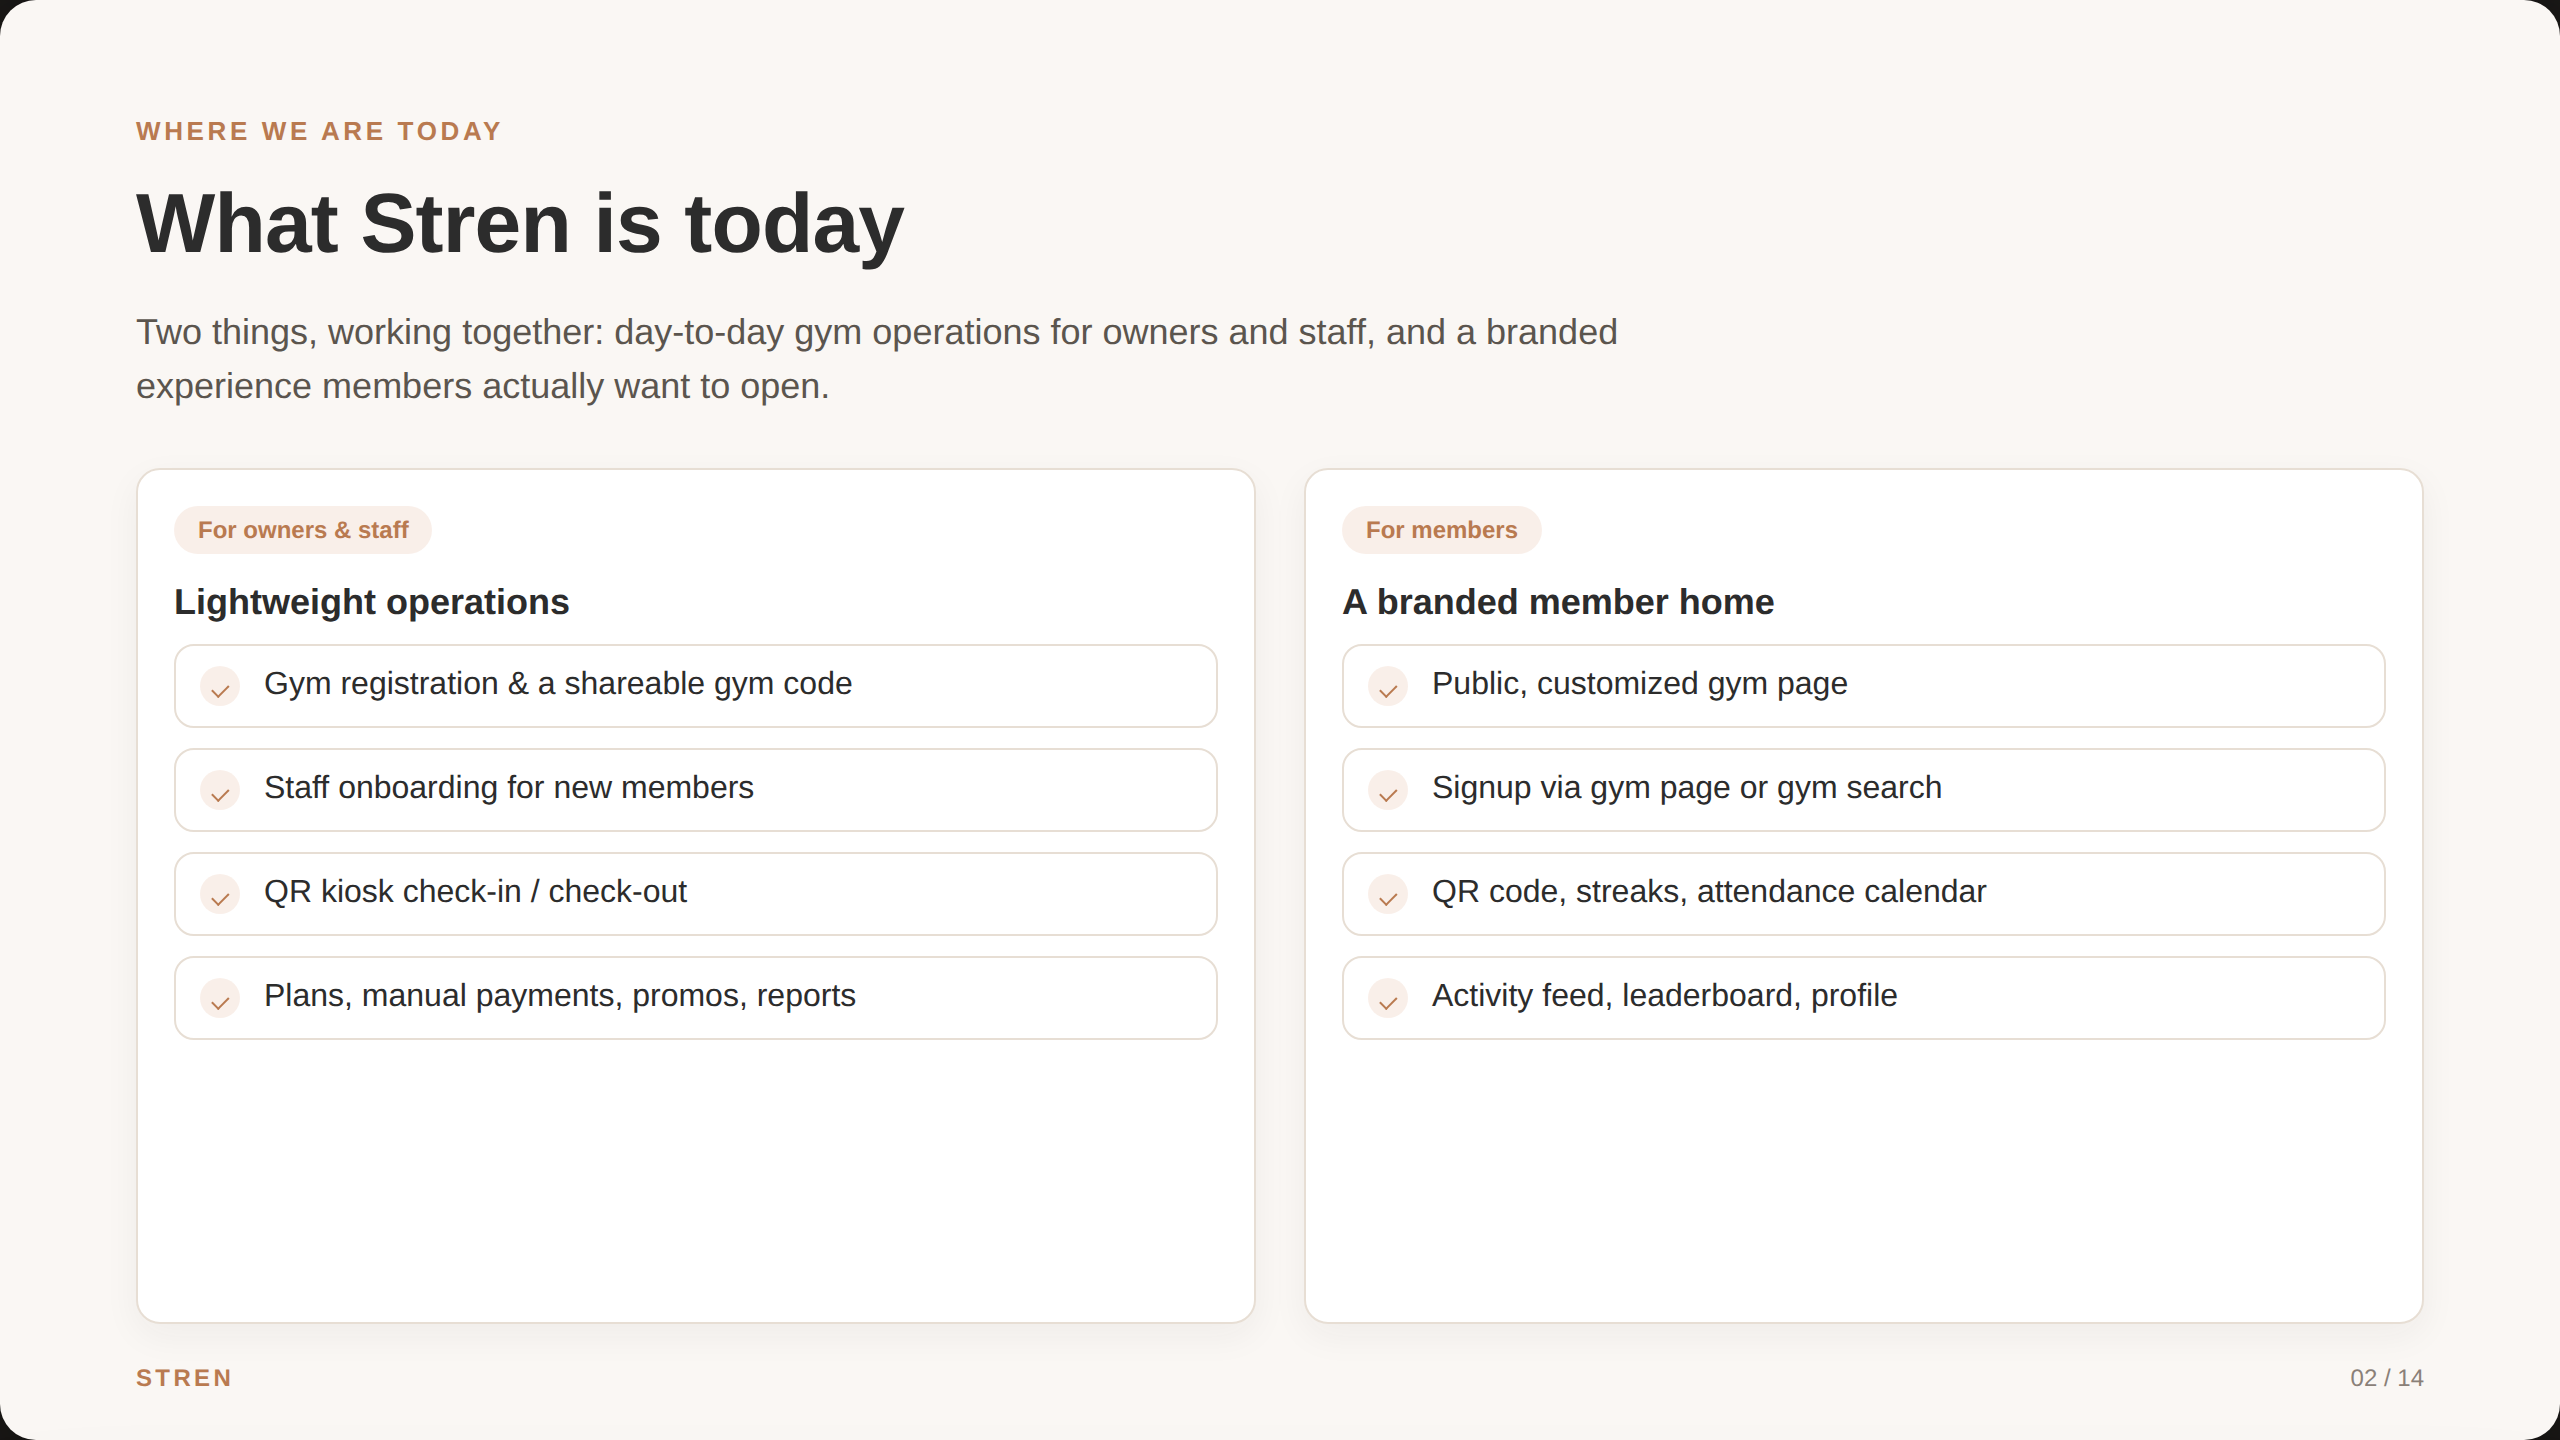 WHERE WE ARE TODAY
What Stren is today
Two things, working together: day-to-day gym operations for owners and staff, and a branded
experience members actually want to open.
For owners & staff
Lightweight operations
Gym registration & a shareable gym code
Staff onboarding for new members
QR kiosk check-in / check-out
Plans, manual payments, promos, reports
For members
A branded member home
Public, customized gym page
Signup via gym page or gym search
QR code, streaks, attendance calendar
Activity feed, leaderboard, profile
STREN
02 / 14